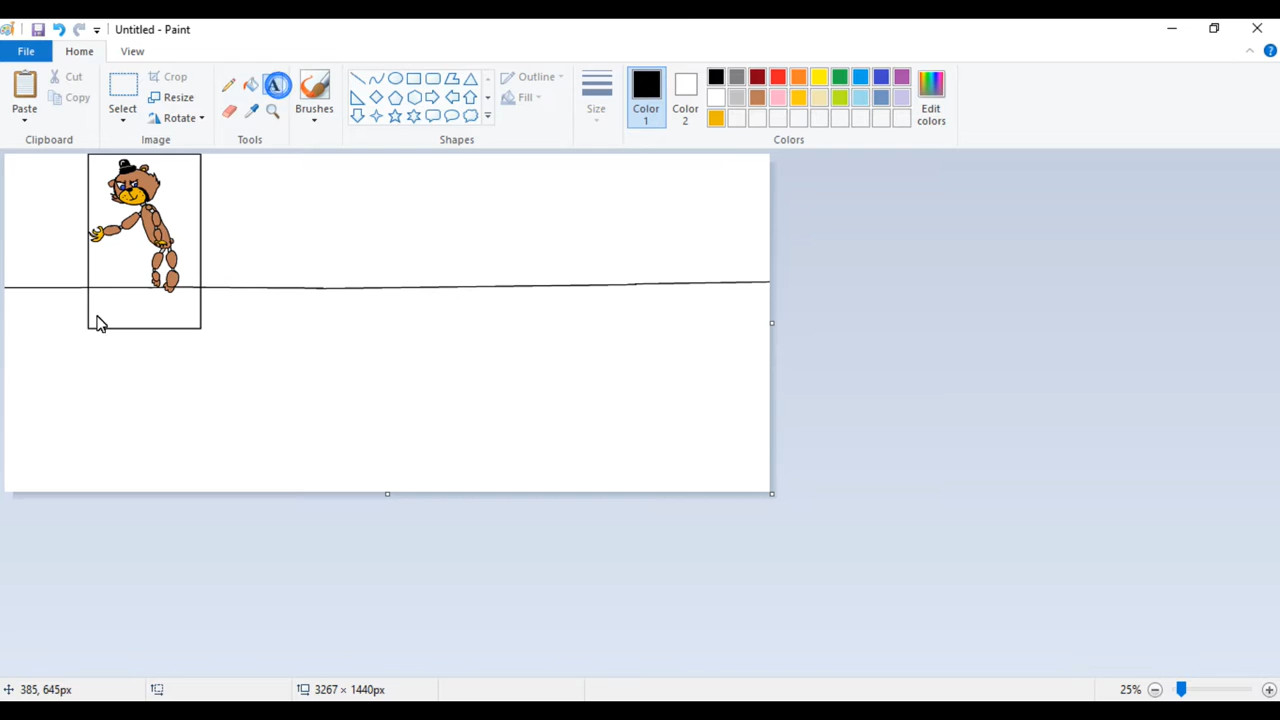 Untitled - Paint
File Home View
Paste
Cut
Copy
Clipboard
Select
Crop
Resize
Rotate
Image
A
Tools
Brushes
Outline
Fill
Shapes
Size
Color 1
Color 2
Edit colors
Colors
385, 645px
3267 × 1440px
25%